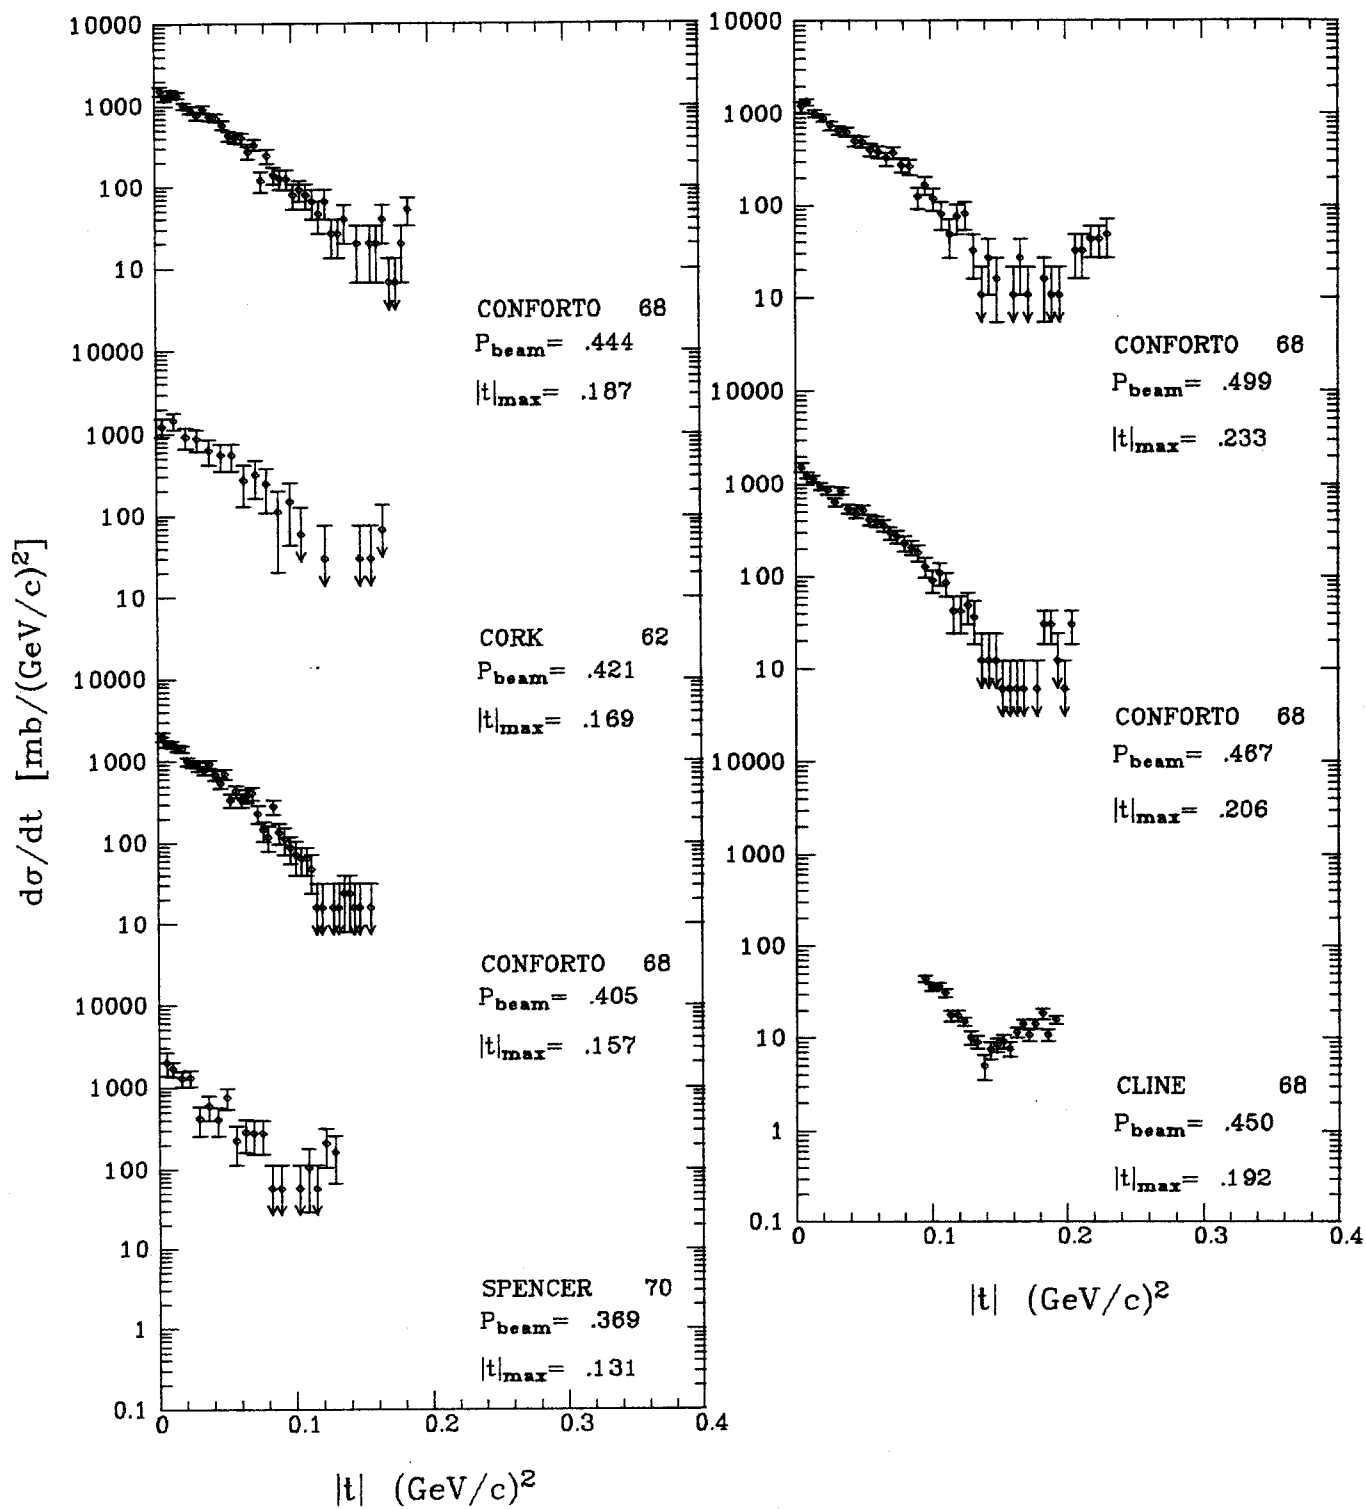 10000
1000
100
10
CONFORTO 68
P_beam= .444
|t|_max= .187
10000
1000
100
10
CORK 62
P_beam= .421
|t|_max= .169
10000
1000
100
10
CONFORTO 68
P_beam= .405
|t|_max= .157
10000
1000
100
10
1
0.1
SPENCER 70
P_beam= .369
|t|_max= .131
0 0.1 0.2 0.3 0.4
|t| (GeV/c)²
dσ/dt [mb/(GeV/c)²]
10000
1000
100
10
CONFORTO 68
P_beam= .499
|t|_max= .233
10000
1000
100
10
CONFORTO 68
P_beam= .467
|t|_max= .206
10000
1000
100
10
1
0.1
CLINE 68
P_beam= .450
|t|_max= .192
0 0.1 0.2 0.3 0.4
|t| (GeV/c)²